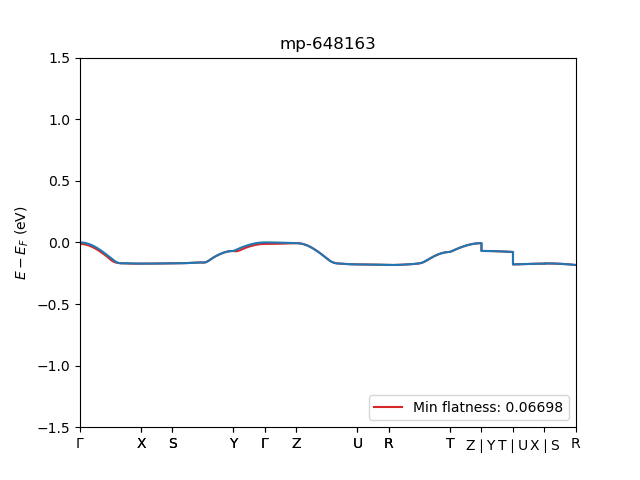 mp-648163
E − E_F (eV)
1.5
1.0
0.5
0.0
−0.5
−1.0
−1.5
Min flatness: 0.06698
Γ X S Y Γ Z U R T Z | Y T | U X | S R